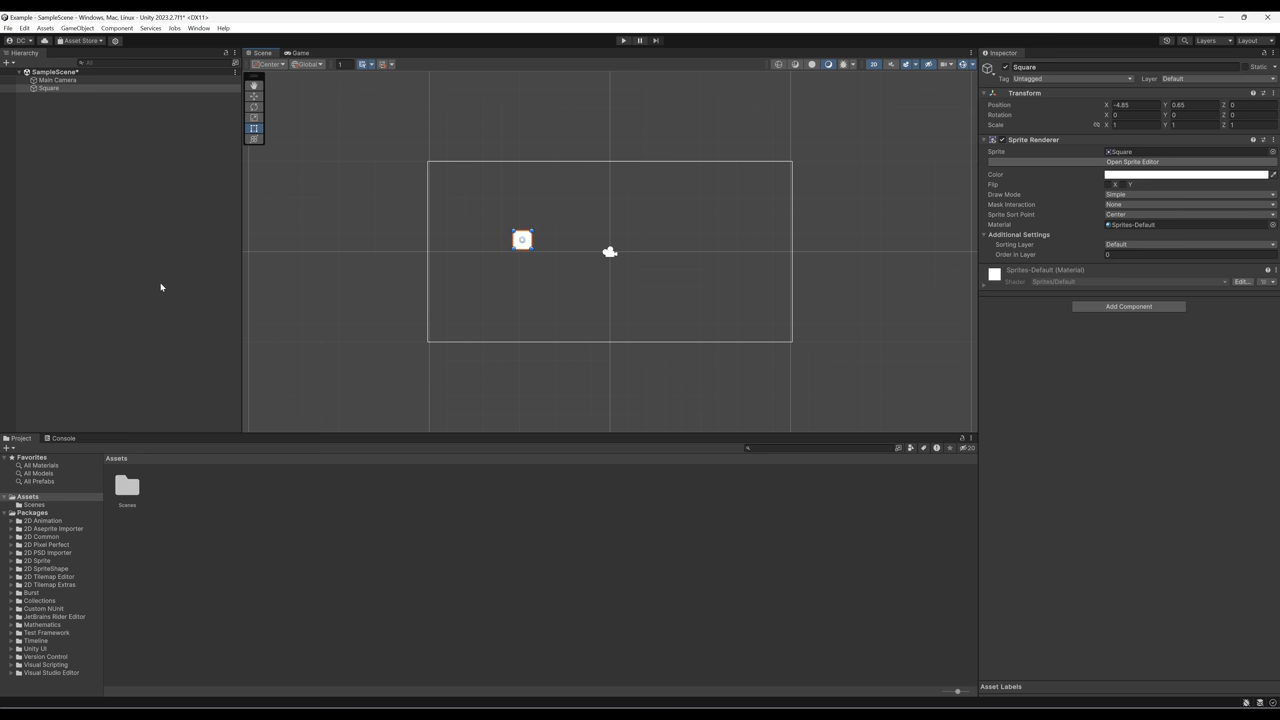 Example - SampleScene - Windows, Mac, Linux - Unity 2023.2.7f1* <DX11>
File Edit Assets GameObject Component Services Jobs Window Help
DC Asset Store Layers Layout
Hierarchy
All
SampleScene*
Main Camera
Square
Scene Game
Center Global 1 2D
Inspector
Square Static
Tag Untagged Layer Default
Transform
Position X -4.85 Y 0.65 Z 0
Rotation X 0 Y 0 Z 0
Scale X 1 Y 1 Z 1
Sprite Renderer
Sprite Square
Open Sprite Editor
Color
Flip X Y
Draw Mode Simple
Mask Interaction None
Sprite Sort Point Center
Material Sprites-Default
Additional Settings
Sorting Layer Default
Order in Layer 0
Sprites-Default (Material)
Shader Sprites/Default Edit...
Add Component
Project Console
20
Favorites
All Materials
All Models
All Prefabs
Assets
Scenes
Packages
2D Animation
2D Aseprite Importer
2D Common
2D Pixel Perfect
2D PSD Importer
2D Sprite
2D SpriteShape
2D Tilemap Editor
2D Tilemap Extras
Burst
Collections
Custom NUnit
JetBrains Rider Editor
Mathematics
Test Framework
Timeline
Unity UI
Version Control
Visual Scripting
Visual Studio Editor
Assets
Scenes
Asset Labels